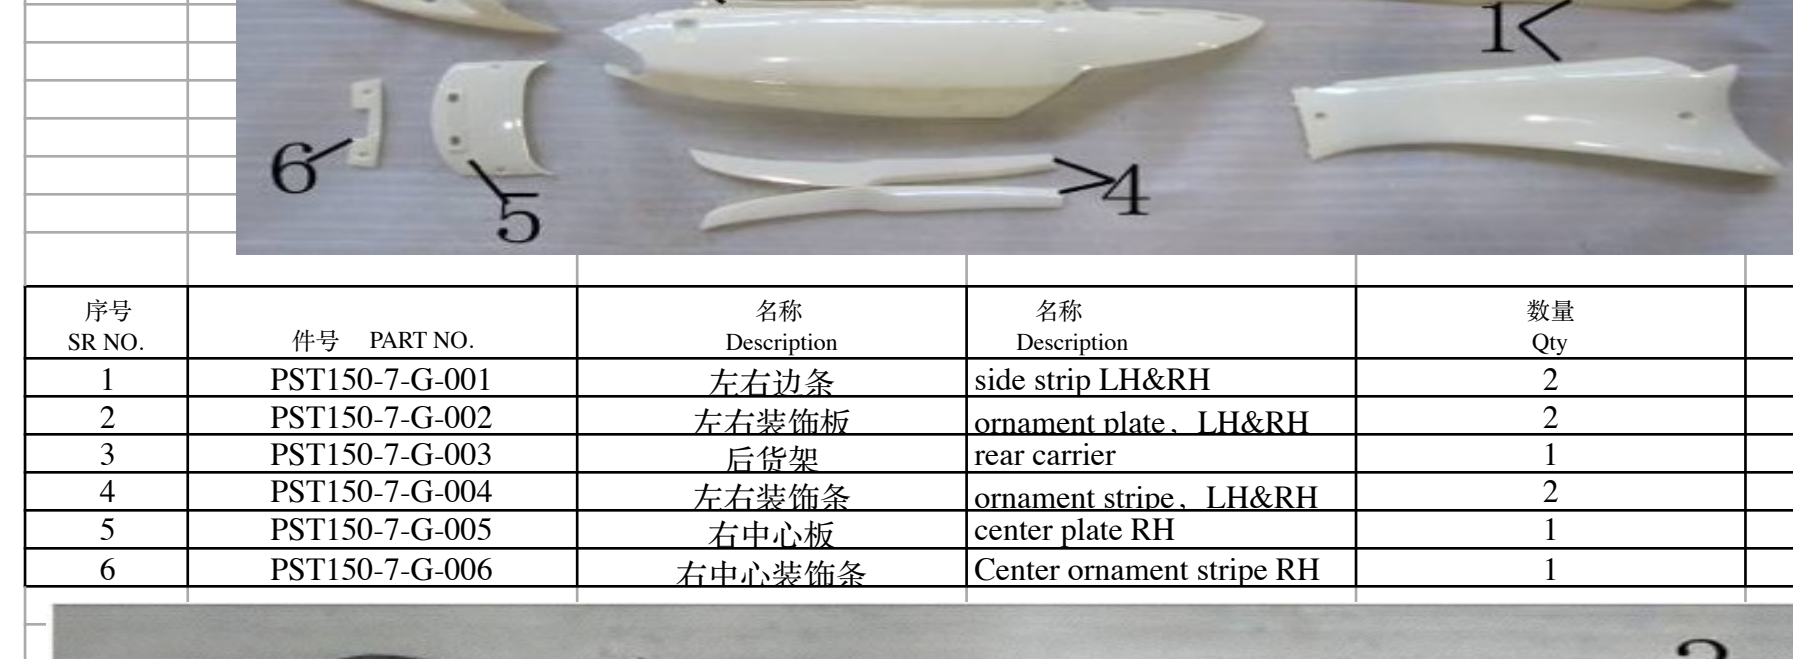 1
6
5
4
序号 SR NO.
件号 PART NO.
名称 Description
名称 Description
数量 Qty
1 PST150-7-G-001 左右边条 side strip LH&RH 2
2 PST150-7-G-002 左右装饰板 ornament plate，LH&RH 2
3 PST150-7-G-003 后货架 rear carrier 1
4 PST150-7-G-004 左右装饰条 ornament stripe，LH&RH 2
5 PST150-7-G-005 右中心板 center plate RH 1
6 PST150-7-G-006 右中心装饰条 Center ornament stripe RH 1